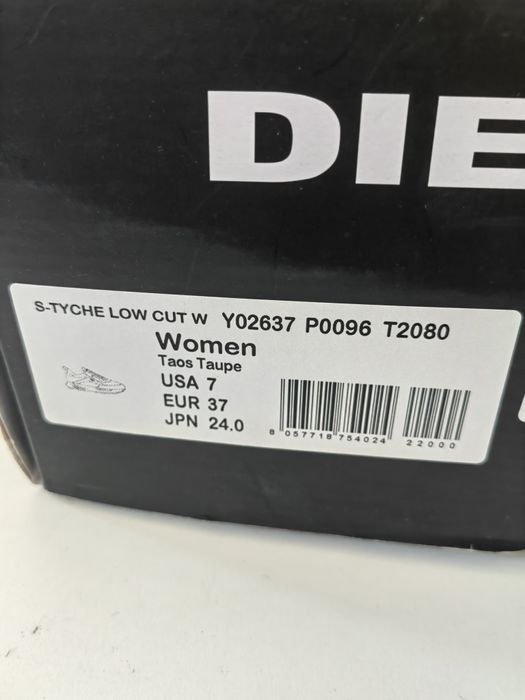 DIE
S-TYCHE LOW CUT W Y02637 P0096 T2080
Women
Taos Taupe
USA 7
EUR 37
JPN 24.0
8 057718 754024 22000